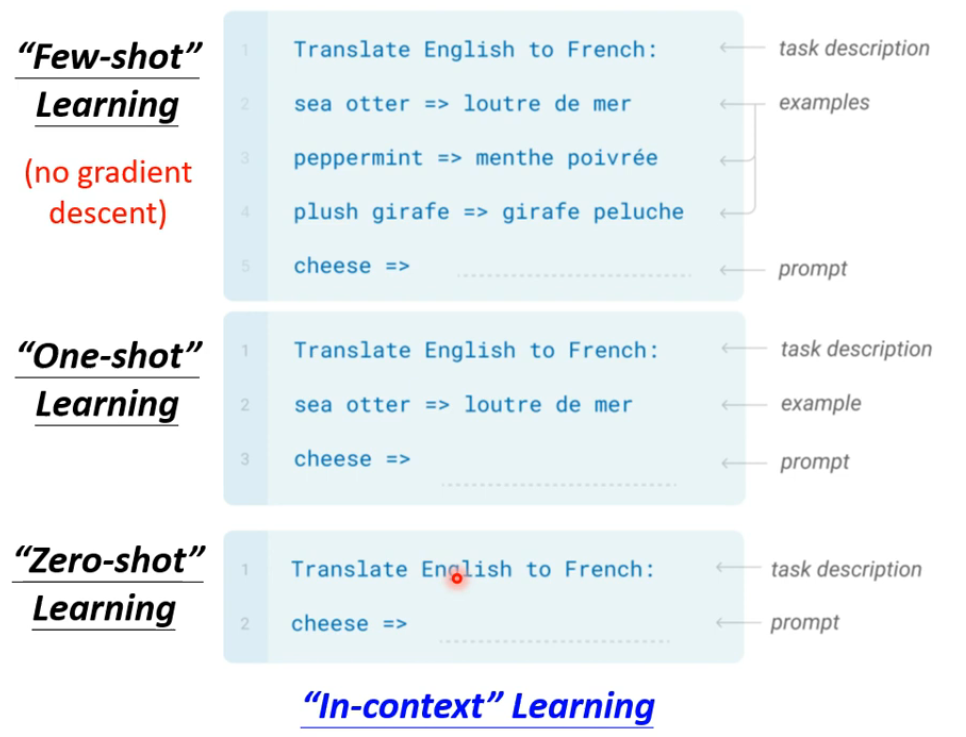 “Few-shot” Learning
(no gradient descent)
1 Translate English to French: task description
2 sea otter => loutre de mer examples
3 peppermint => menthe poivrée
4 plush girafe => girafe peluche
5 cheese => prompt
“One-shot” Learning
1 Translate English to French: task description
2 sea otter => loutre de mer example
3 cheese => prompt
“Zero-shot” Learning
1 Translate English to French: task description
2 cheese => prompt
“In-context” Learning